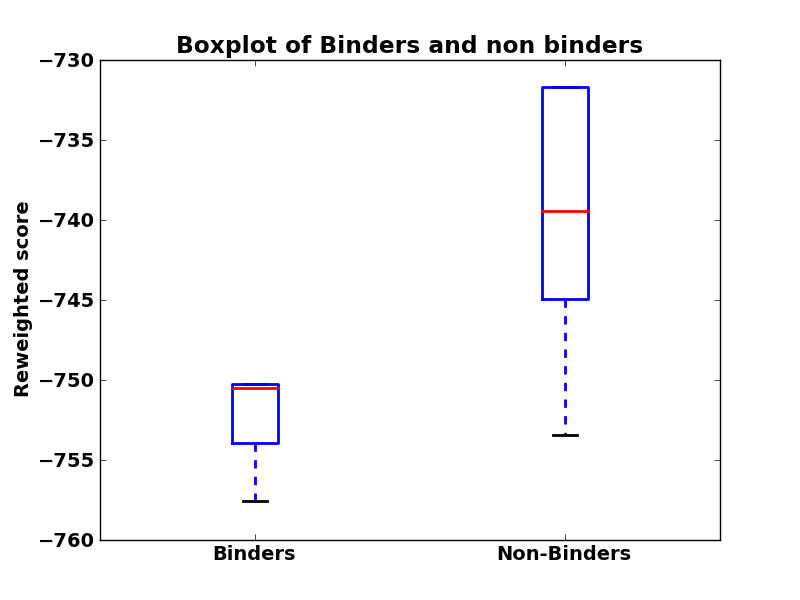 Boxplot of Binders and non binders
−730
−735
−740
−745
−750
−755
−760
Reweighted score
Binders
Non-Binders